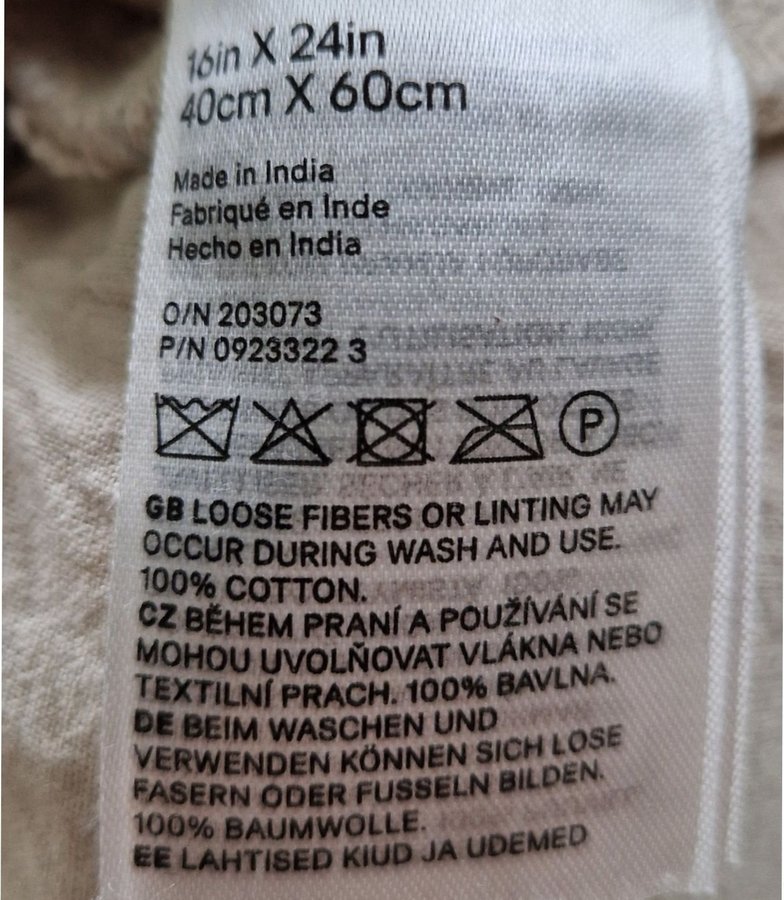 16in X 24in
40cm X 60cm
Made in India
Fabriqué en Inde
Hecho en India
O/N 203073
P/N 0923322 3
P
GB LOOSE FIBERS OR LINTING MAY
OCCUR DURING WASH AND USE.
100% COTTON.
CZ BĚHEM PRANÍ A POUŽÍVÁNÍ SE
MOHOU UVOLŇOVAT VLÁKNA NEBO
TEXTILNÍ PRACH. 100% BAVLNA.
DE BEIM WASCHEN UND
VERWENDEN KÖNNEN SICH LOSE
FASERN ODER FUSSELN BILDEN.
100% BAUMWOLLE.
EE LAHTISED KIUD JA UDEMED